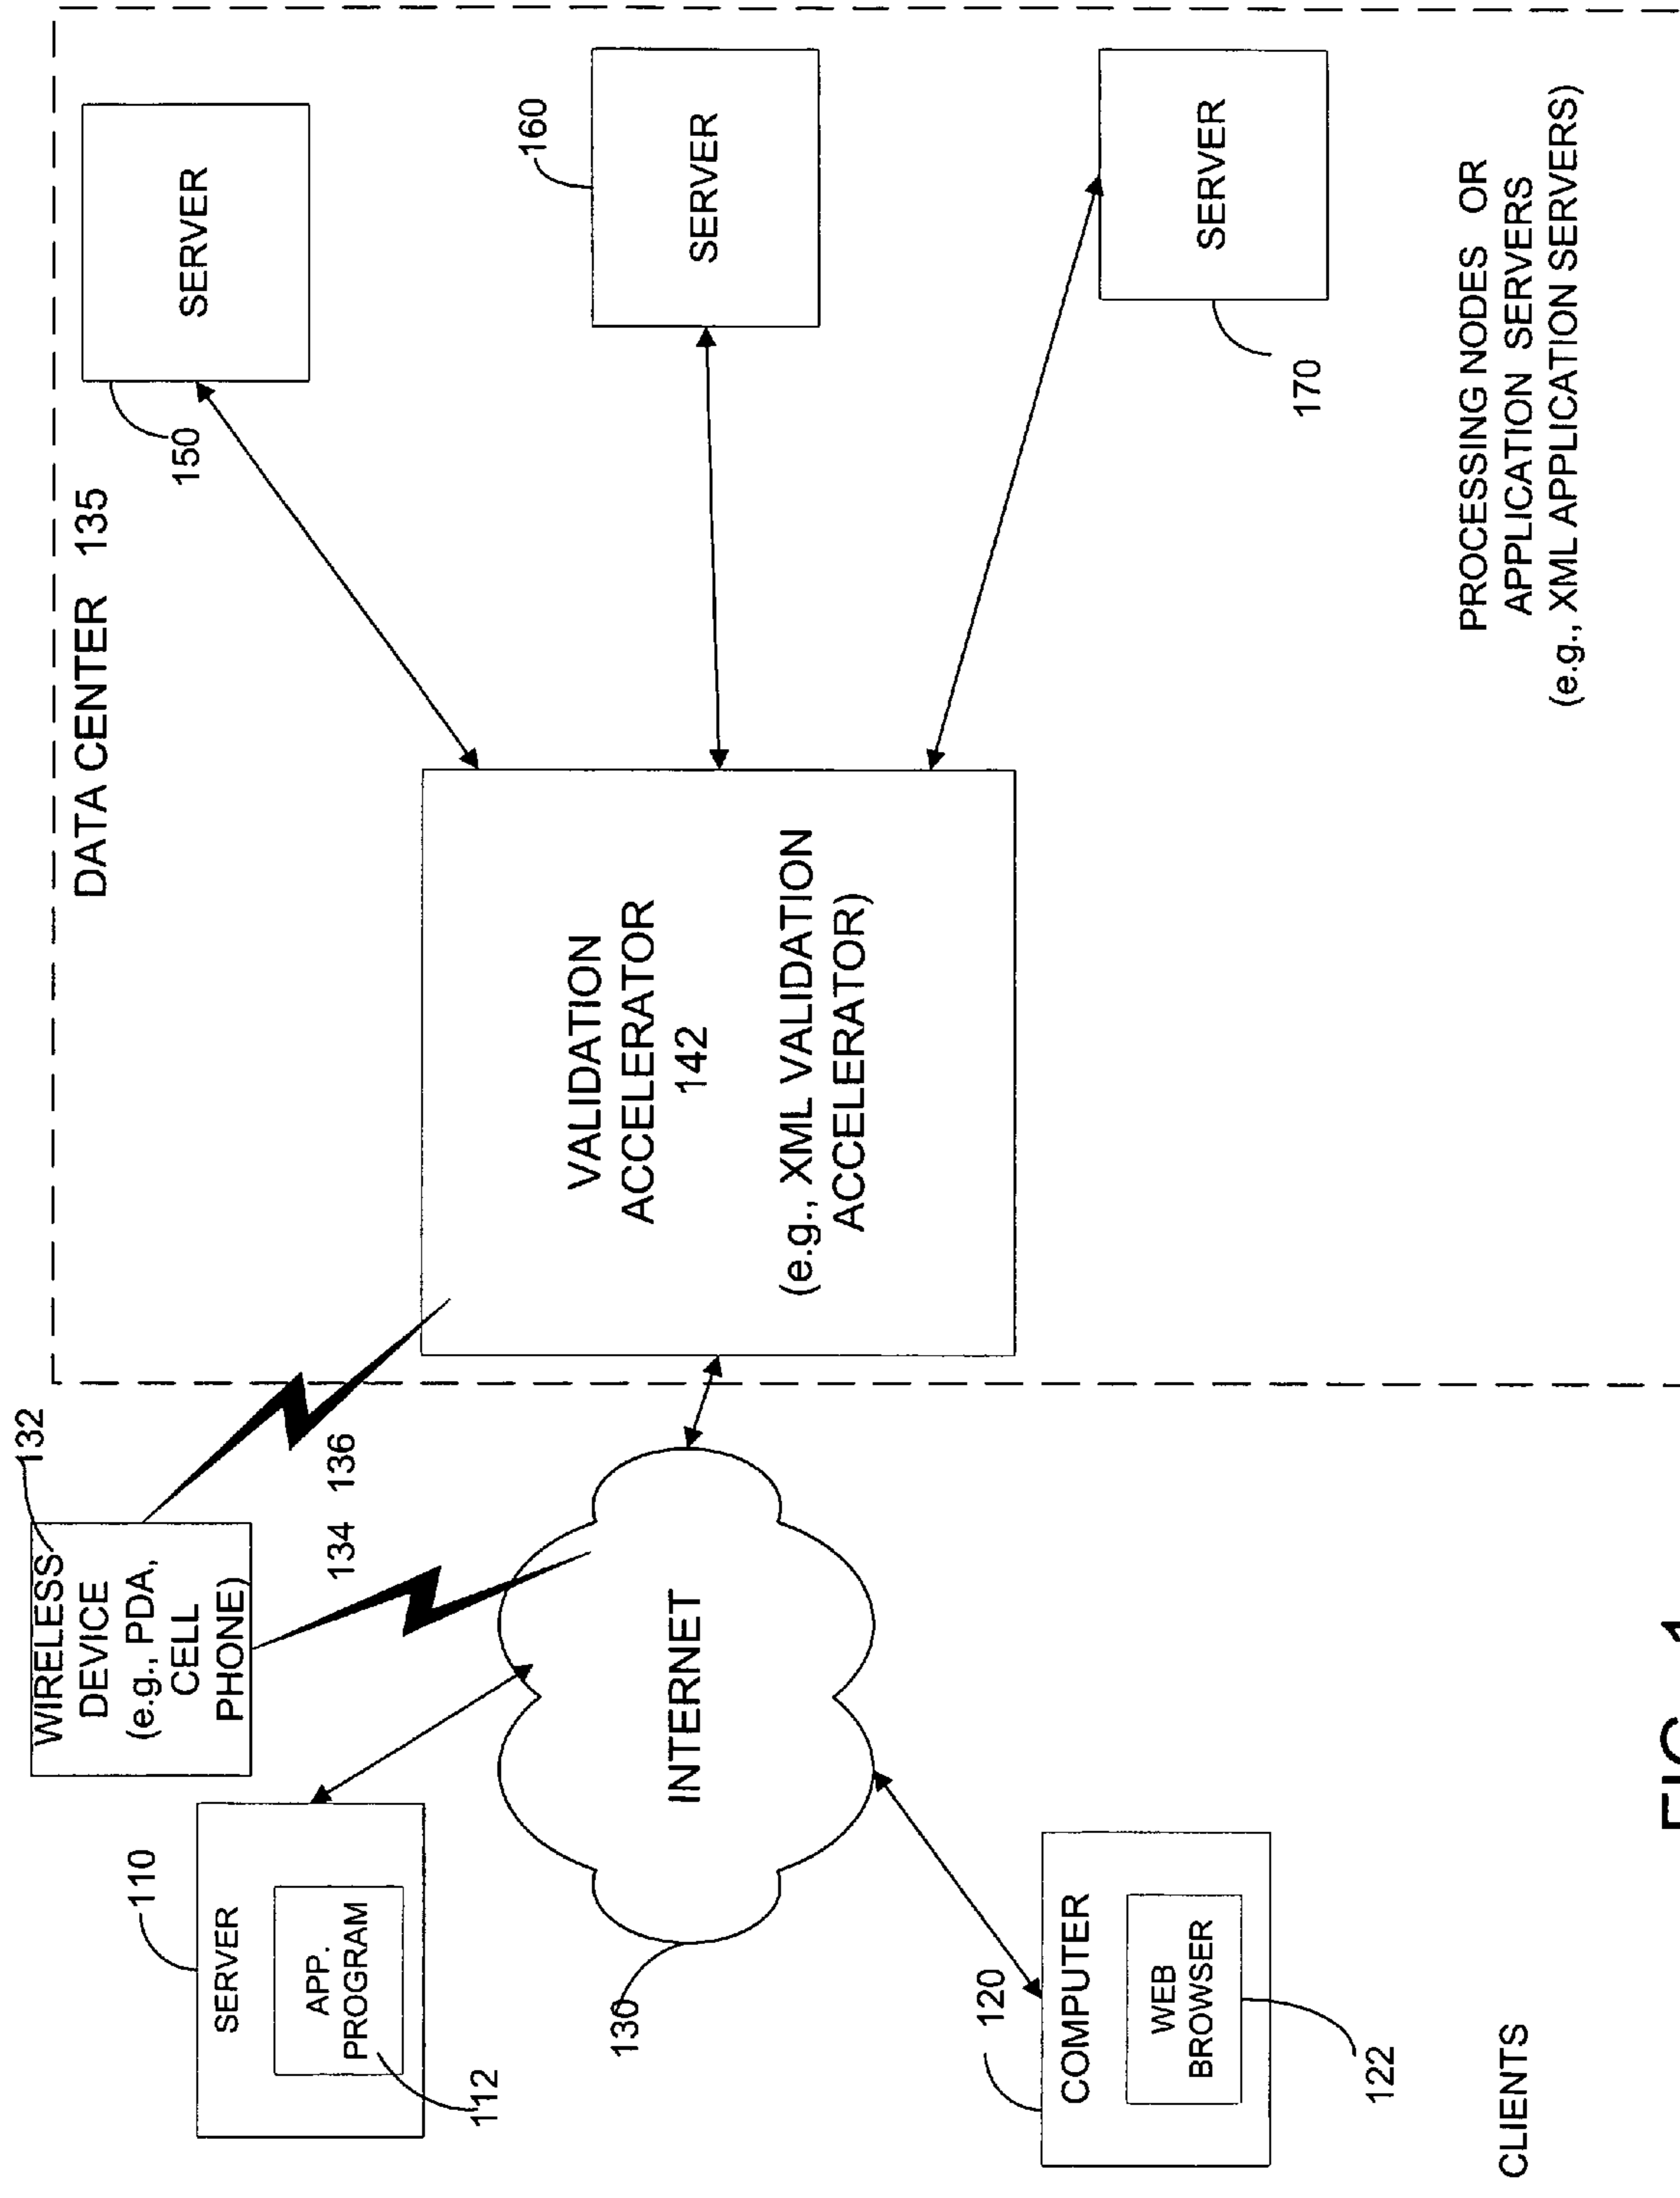 132
WIRELESS
DEVICE
(e.g., PDA,
CELL
PHONE)
DATA CENTER 135
110
SERVER
APP.
PROGRAM
112
134 136
150
SERVER
160
SERVER
170
SERVER
VALIDATION
ACCELERATOR
142
(e.g., XML VALIDATION
ACCELERATOR)
INTERNET
130
120
COMPUTER
WEB
BROWSER
122
CLIENTS
PROCESSING NODES OR
APPLICATION SERVERS
(e.g., XML APPLICATION SERVERS)
FIG. 1